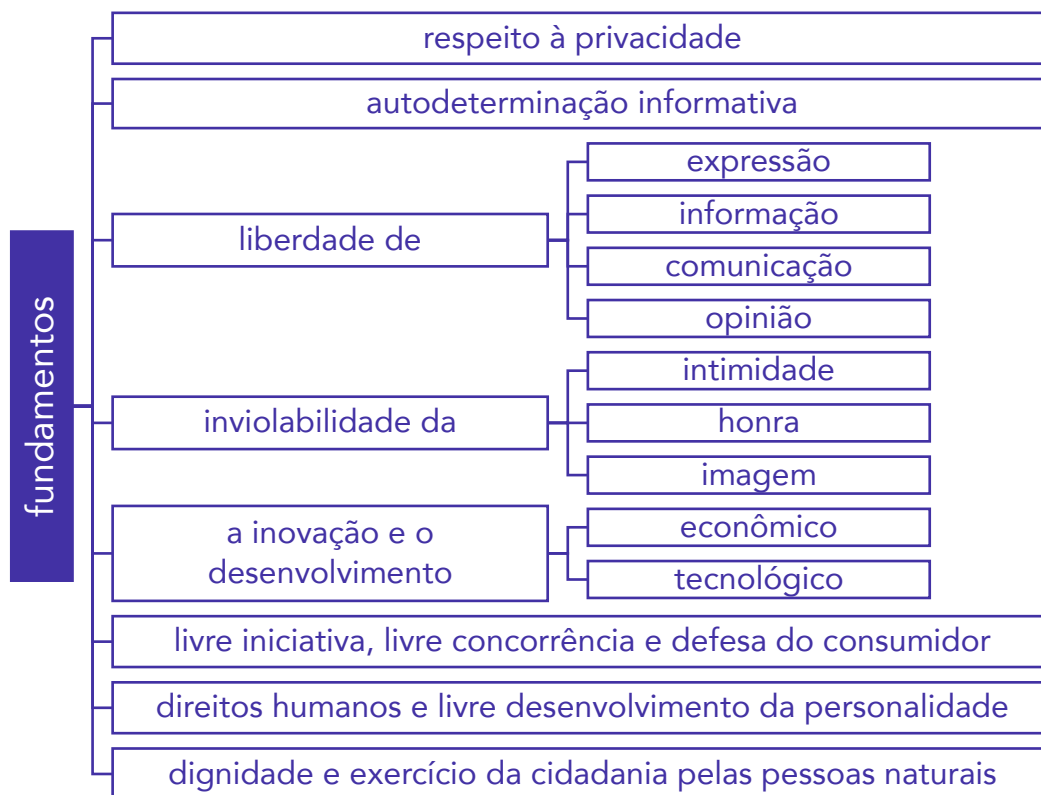 fundamentos
respeito à privacidade
autodeterminação informativa
liberdade de
expressão
informação
comunicação
opinião
inviolabilidade da
intimidade
honra
imagem
a inovação e o
desenvolvimento
econômico
tecnológico
livre iniciativa, livre concorrência e defesa do consumidor
direitos humanos e livre desenvolvimento da personalidade
dignidade e exercício da cidadania pelas pessoas naturais